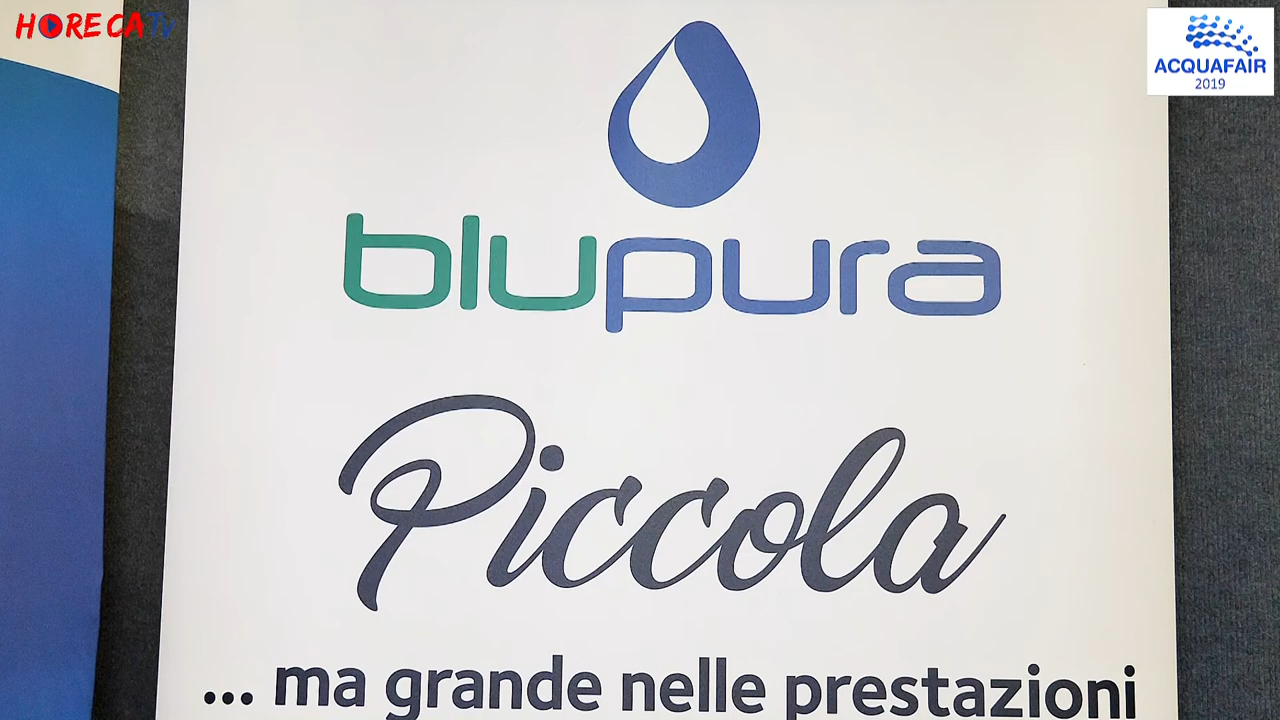 HORECATv
ACQUAFAIR
2019
blupura
Piccola
... ma grande nelle prestazioni